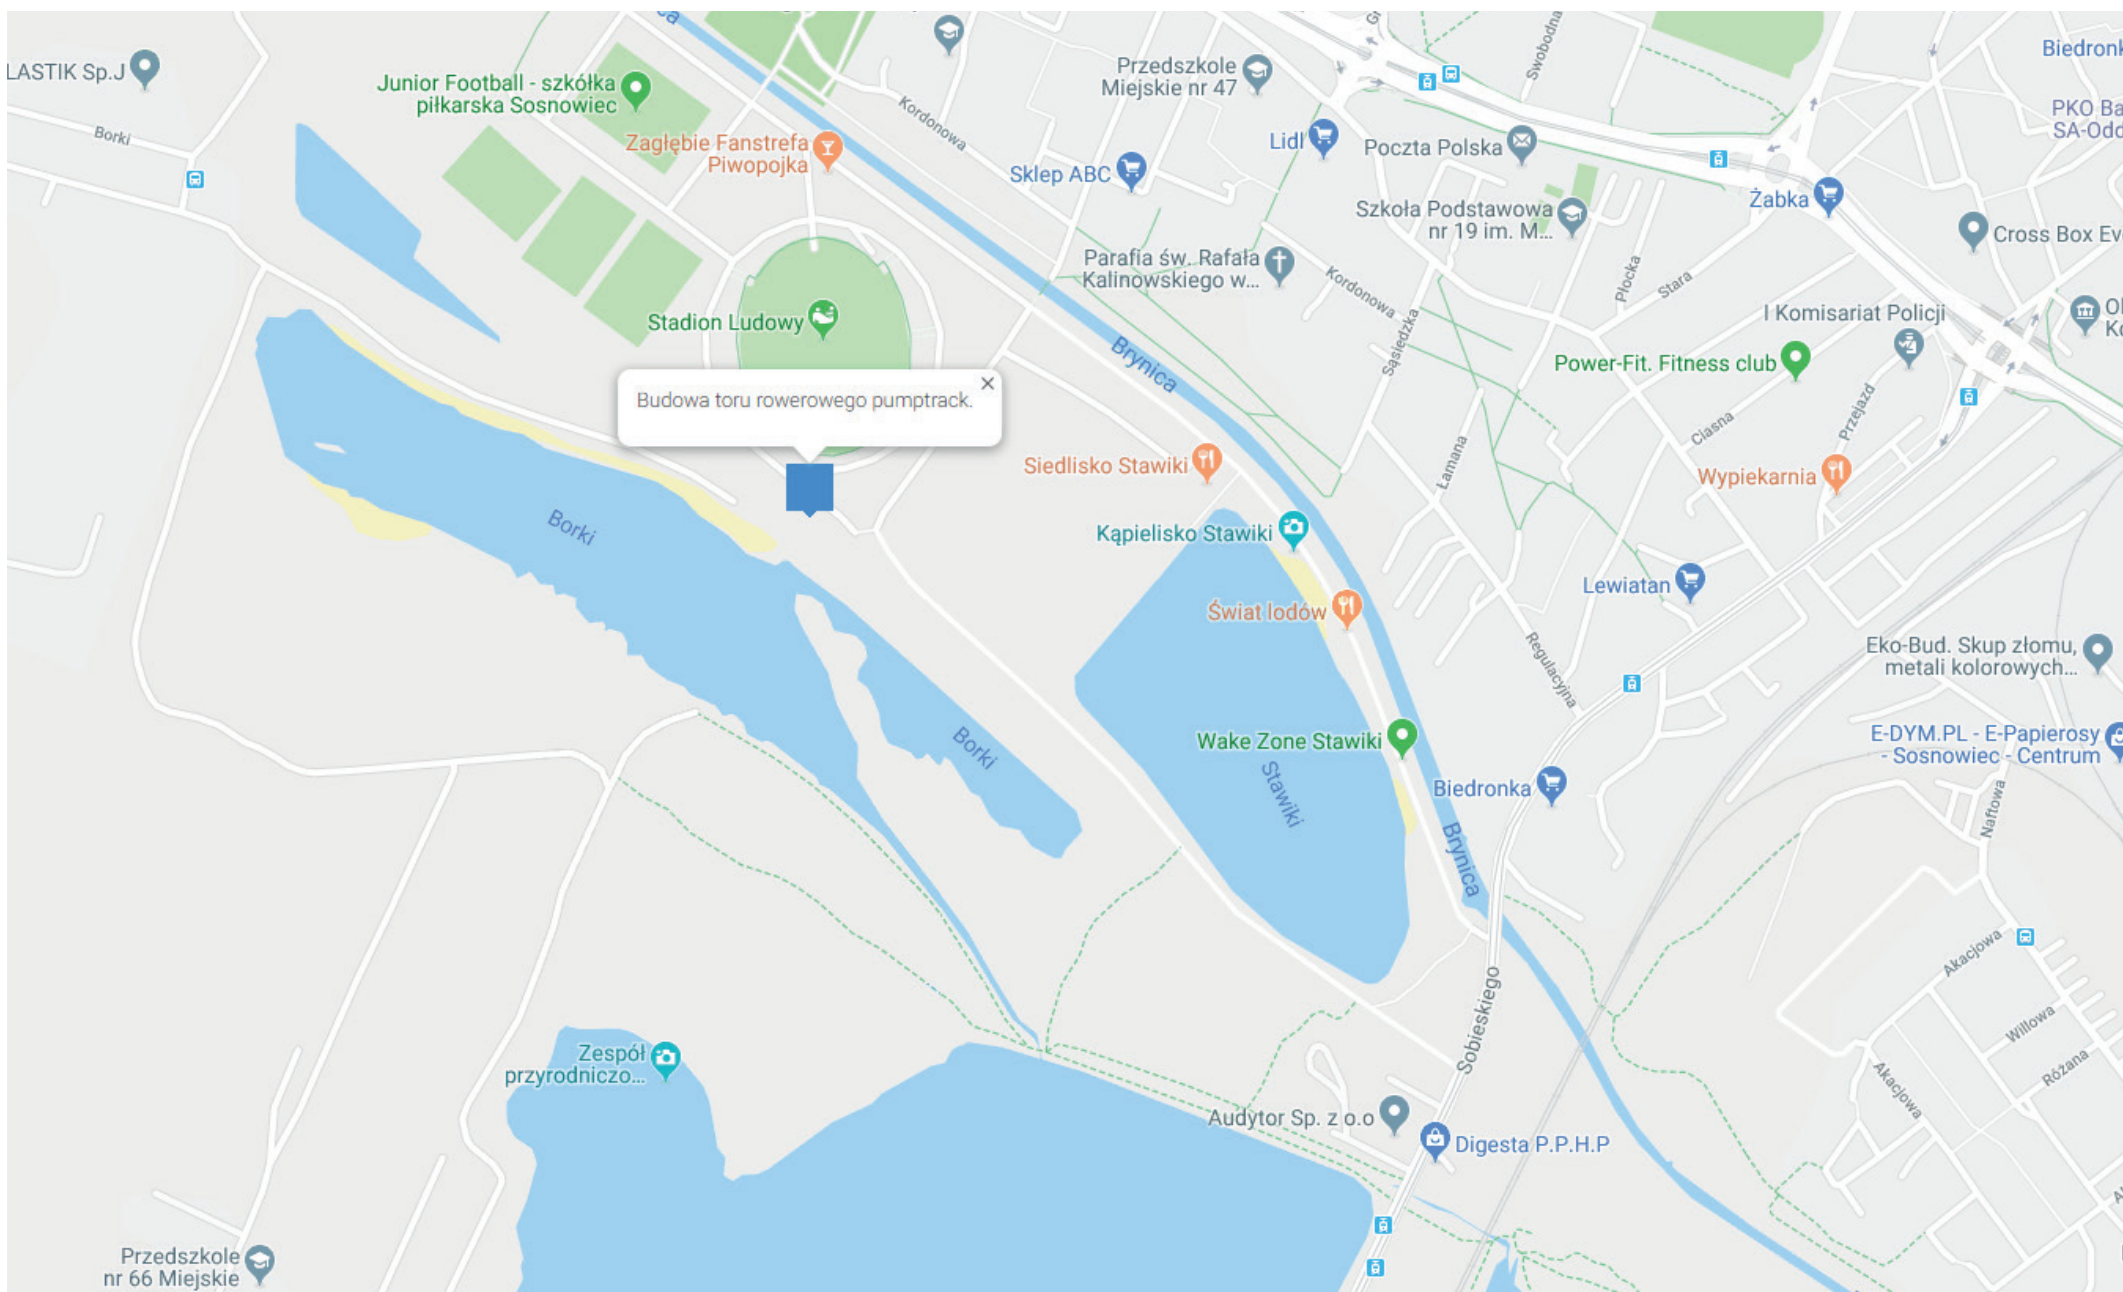 ca
LASTIK Sp.J
Borki
Junior Football - szkółka
piłkarska Sosnowiec
Zagłębie Fanstrefa
Piwopojka
Kordonowa
Przedszkole
Miejskie nr 47
Swobodna
Biedronk
PKO Ba
SA-Odd
Lidl
Poczta Polska
Sklep ABC
Żabka
Szkoła Podstawowa
nr 19 im. M...
Cross Box Eve
Parafia św. Rafała
Kalinowskiego w...
Kordonowa
Płocka
Stara
Stadion Ludowy
I Komisariat Policji
Brynica
Sąsiedzka
Power-Fit. Fitness club
Budowa toru rowerowego pumptrack.
Przejazd
Ciasna
Łamana
Siedlisko Stawiki
Wypiekarnia
Borki
Kąpielisko Stawiki
Lewiatan
Świat lodów
Regulacyjna
Eko-Bud. Skup złomu,
metali kolorowych...
Borki
Wake Zone Stawiki
E-DYM.PL - E-Papierosy
- Sosnowiec - Centrum
Stawiki
Biedronka
Naftowa
Brynica
Akacjowa
Sobieskiego
Willowa
Zespół
przyrodniczo...
Różana
Akacjowa
Audytor Sp. z o.o
Digesta P.P.H.P
Przedszkole
nr 66 Miejskie